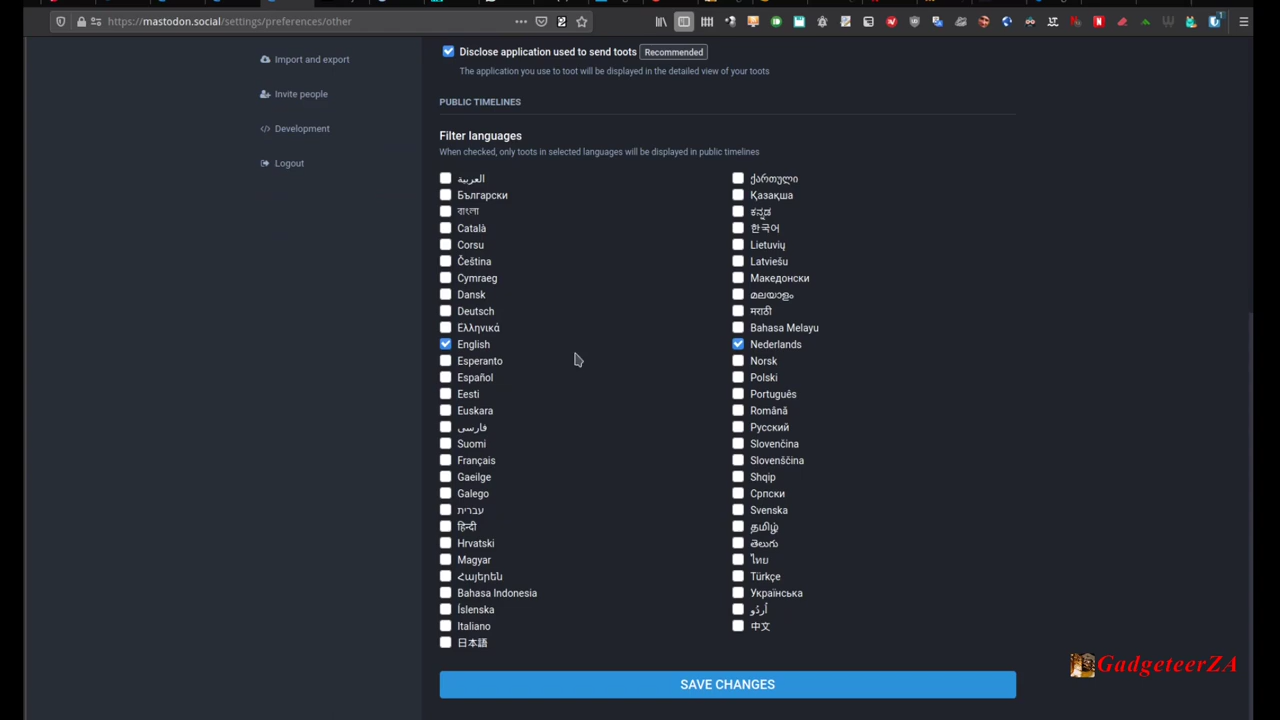 https://mastodon.social/settings/preferences/other
Import and export
Invite people
Development
Logout
Disclose application used to send toots Recommended
The application you use to toot will be displayed in the detailed view of your toots
PUBLIC TIMELINES
Filter languages
When checked, only toots in selected languages will be displayed in public timelines
العربية
Български
বাংলা
Català
Corsu
Čeština
Cymraeg
Dansk
Deutsch
Ελληνικά
English
Esperanto
Español
Eesti
Euskara
فارسی
Suomi
Français
Gaeilge
Galego
עברית
हिन्दी
Hrvatski
Magyar
Հայերեն
Bahasa Indonesia
Íslenska
Italiano
日本語
ქართული
Қазақша
ಕನ್ನಡ
한국어
Lietuvių
Latviešu
Македонски
മലയാളം
मराठी
Bahasa Melayu
Nederlands
Norsk
Polski
Português
Română
Русский
Slovenčina
Slovenščina
Shqip
Српски
Svenska
தமிழ்
తెలుగు
ไทย
Türkçe
Українська
اُردُو
中文
SAVE CHANGES
GadgeteerZA